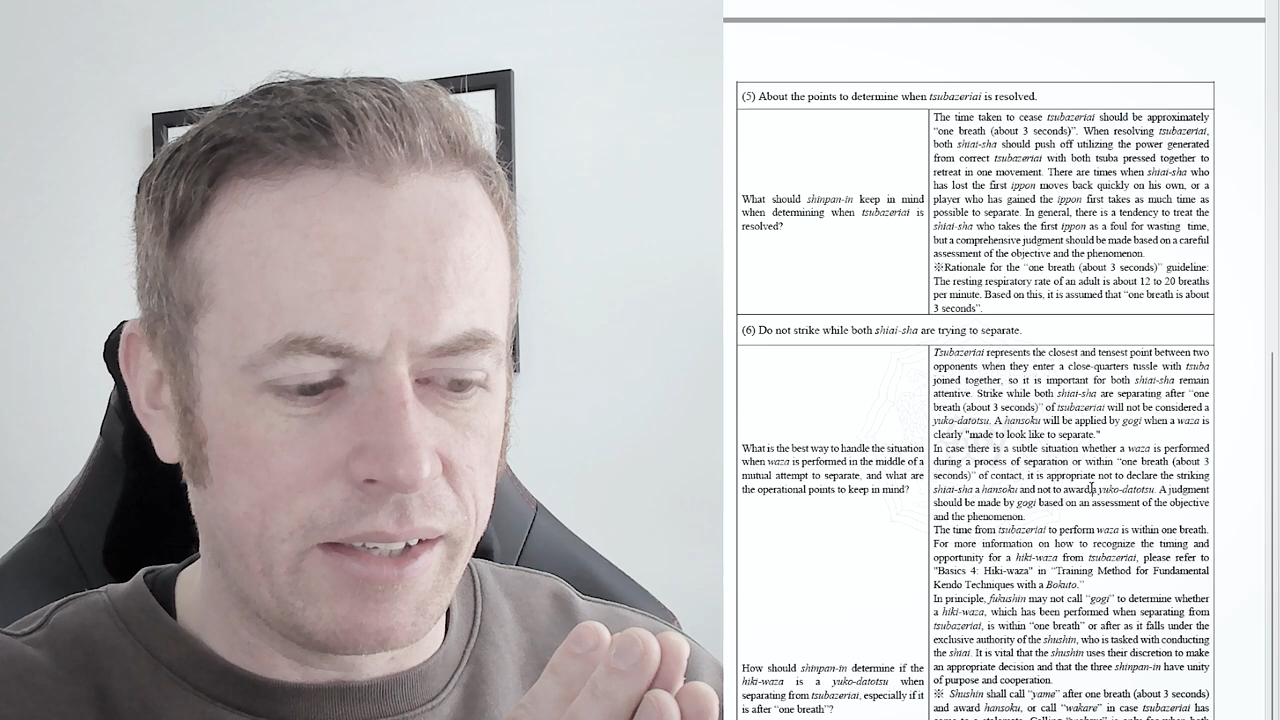 (5) About the points to determine when tsubazeriai is resolved.
What should shinpan-in keep in mind
when determining when tsubazeriai is
resolved?
The time taken to cease tsubazeriai should be approximately
“one breath (about 3 seconds)”. When resolving tsubazeriai,
both shiai-sha should push off utilizing the power generated
from correct tsubazeriai with both tsuba pressed together to
retreat in one movement. There are times when shiai-sha who
has lost the first ippon moves back quickly on his own, or a
player who has gained the ippon first takes as much time as
possible to separate. In general, there is a tendency to treat the
shiai-sha who takes the first ippon as a foul for wasting time,
but a comprehensive judgment should be made based on a careful
assessment of the objective and the phenomenon.
※Rationale for the “one breath (about 3 seconds)” guideline:
The resting respiratory rate of an adult is about 12 to 20 breaths
per minute. Based on this, it is assumed that “one breath is about
3 seconds”.
(6) Do not strike while both shiai-sha are trying to separate.
What is the best way to handle the situation
when waza is performed in the middle of a
mutual attempt to separate, and what are
the operational points to keep in mind?
Tsubazeriai represents the closest and tensest point between two
opponents when they enter a close-quarters tussle with tsuba
joined together, so it is important for both shiai-sha remain
attentive. Strike while both shiai-sha are separating after “one
breath (about 3 seconds)” of tsubazeriai will not be considered a
yuko-datotsu. A hansoku will be applied by gogi when a waza is
clearly "made to look like to separate."
In case there is a subtle situation whether a waza is performed
during a process of separation or within “one breath (about 3
seconds)” of contact, it is appropriate not to declare the striking
shiai-sha a hansoku and not to award a yuko-datotsu. A judgment
should be made by gogi based on an assessment of the objective
and the phenomenon.
The time from tsubazeriai to perform waza is within one breath.
For more information on how to recognize the timing and
opportunity for a hiki-waza from tsubazeriai, please refer to
"Basics 4: Hiki-waza" in “Training Method for Fundamental
Kendo Techniques with a Bokuto.”
How should shinpan-in determine if the
hiki-waza is a yuko-datotsu when
separating from tsubazeriai, especially if it
is after “one breath”?
In principle, fukushin may not call “gogi” to determine whether
a hiki-waza, which has been performed when separating from
tsubazeriai, is within “one breath” or after as it falls under the
exclusive authority of the shushin, who is tasked with conducting
the shiai. It is vital that the shushin uses their discretion to make
an appropriate decision and that the three shinpan-in have unity
of purpose and cooperation.
※ Shushin shall call “yame” after one breath (about 3 seconds)
and award hansoku, or call “wakare” in case tsubazeriai has